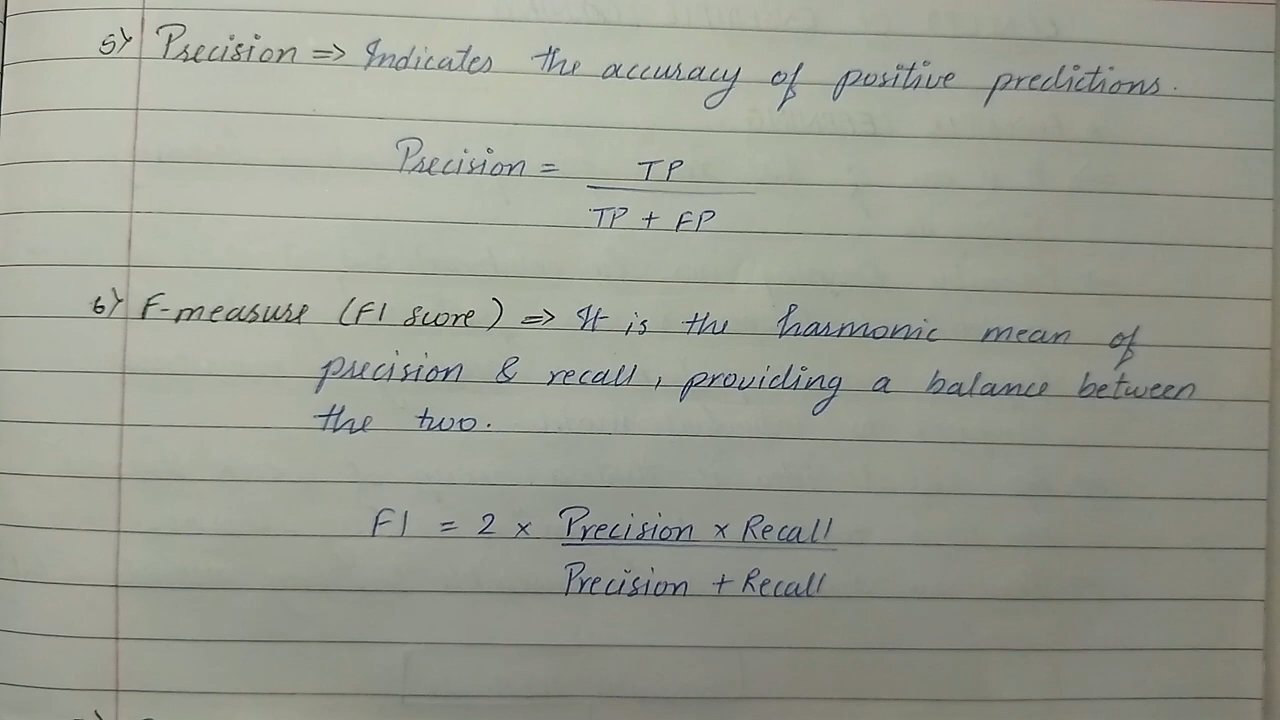 5) Precision => Indicates the accuracy of positive predictions.
Precision = TP
TP + FP
6) F-measure (F1 score) => It is the harmonic mean of
precision & recall, providing a balance between
the two.
F1 = 2 × Precision × Recall
Precision + Recall